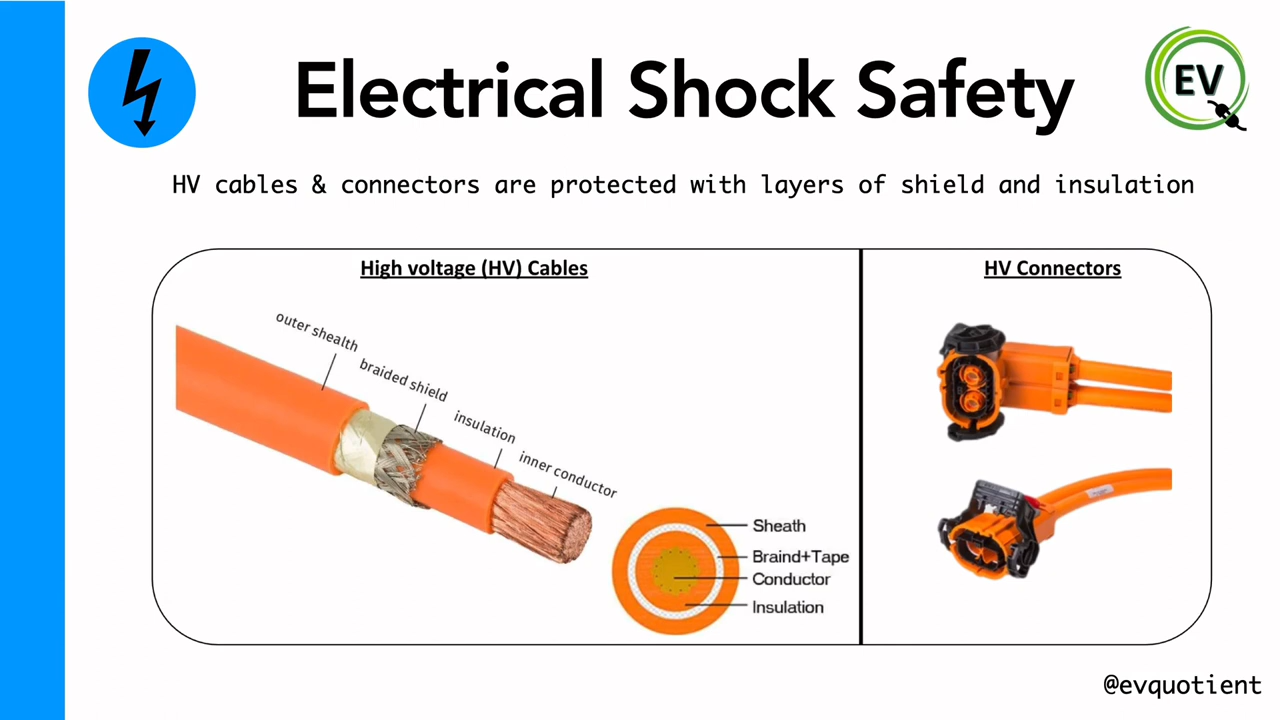 Electrical Shock Safety
EV
HV cables & connectors are protected with layers of shield and insulation
High voltage (HV) Cables
HV Connectors
outer shealth
braided shield
insulation
inner conductor
Sheath
Braind+Tape
Conductor
Insulation
@evquotient